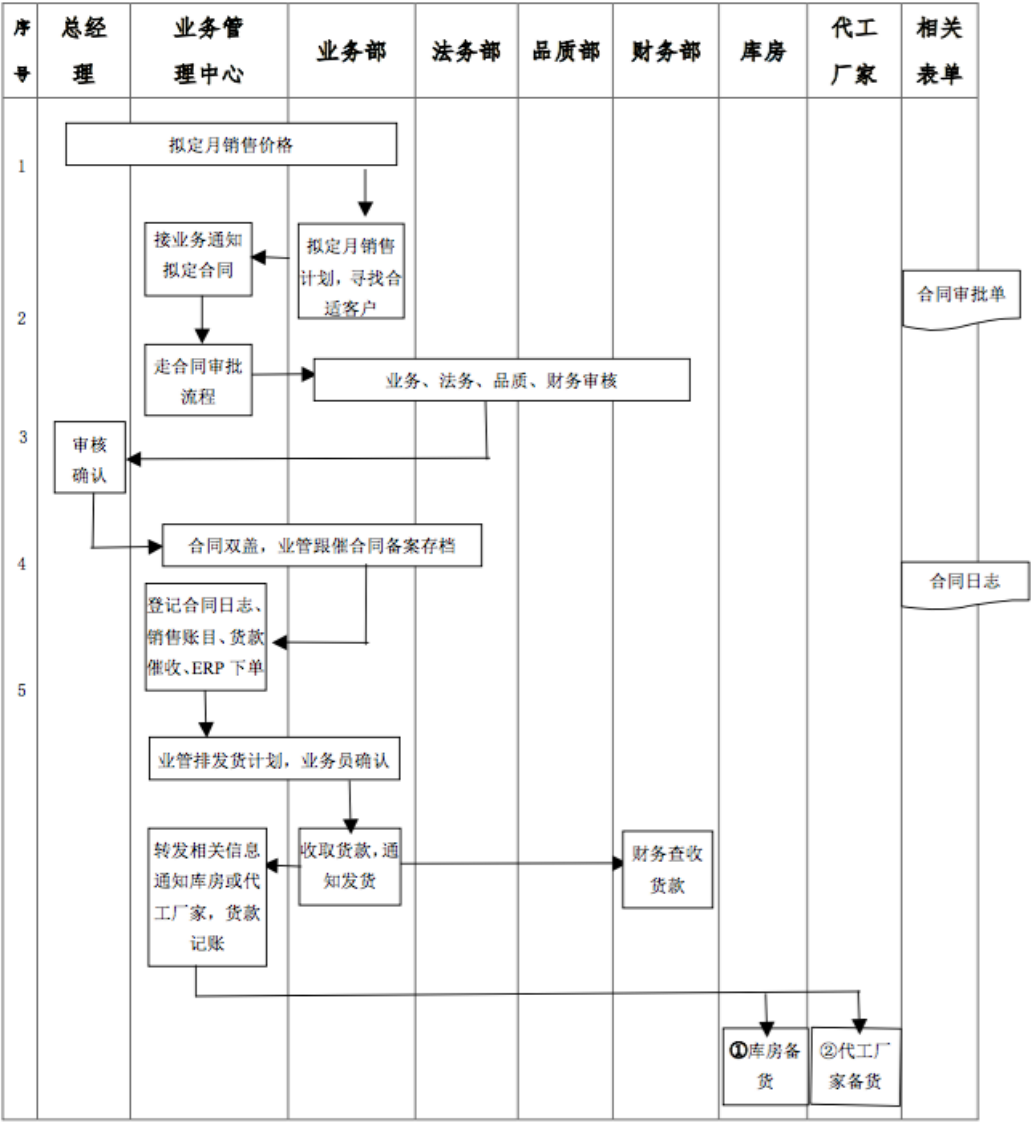 序号
总经理
业务管理中心
业务部
法务部
品质部
财务部
库房
代工厂家
相关表单
1
拟定月销售价格
接业务通知
拟定合同
拟定月销售
计划，寻找合
适客户
合同审批单
2
走合同审批
流程
业务、法务、品质、财务审核
3
审核
确认
合同双盖，业管跟催合同备案存档
4
合同日志
登记合同日志、
销售账目、货款
催收、ERP 下单
5
业管排发货计划，业务员确认
转发相关信息
通知库房或代
工厂家，货款
记账
收取货款，通
知发货
财务查收
货款
①库房备
货
②代工厂
家备货